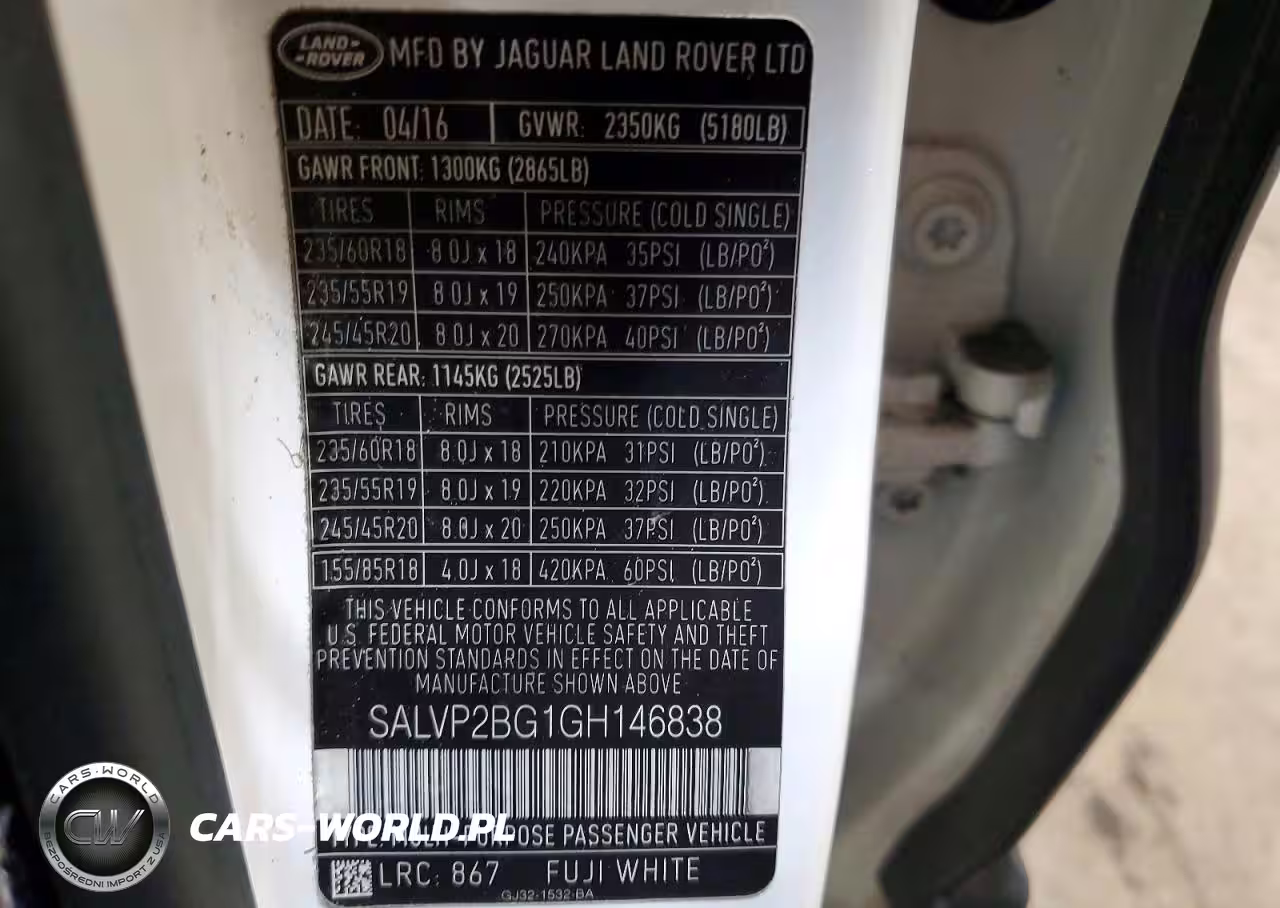 LAND-
-ROVER
MFD BY JAGUAR LAND ROVER LTD
DATE: 04/16 GVWR: 2350KG (5180LB)
GAWR FRONT: 1300KG (2865LB)
TIRES RIMS PRESSURE (COLD SINGLE)
235/60R18 8.0J x 18 240KPA 35PSI (LB/PO²)
235/55R19 8.0J x 19 250KPA 37PSI (LB/PO²)
245/45R20 8.0J x 20 270KPA 40PSI (LB/PO²)
GAWR REAR: 1145KG (2525LB)
TIRES RIMS PRESSURE (COLD SINGLE)
235/60R18 8.0J x 18 210KPA 31PSI (LB/PO²)
235/55R19 8.0J x 19 220KPA 32PSI (LB/PO²)
245/45R20 8.0J x 20 250KPA 37PSI (LB/PO²)
155/85R18 4.0J x 18 420KPA 60PSI (LB/PO²)
THIS VEHICLE CONFORMS TO ALL APPLICABLE
U.S. FEDERAL MOTOR VEHICLE SAFETY AND THEFT
PREVENTION STANDARDS IN EFFECT ON THE DATE OF
MANUFACTURE SHOWN ABOVE
SALVP2BG1GH146838
PASSENGER VEHICLE
LRC: 867 FUJI WHITE
GJ32-1532-BA
CARS-WORLD
CW
BEZPOŚREDNI IMPORT Z USA
CARS-WORLD.PL